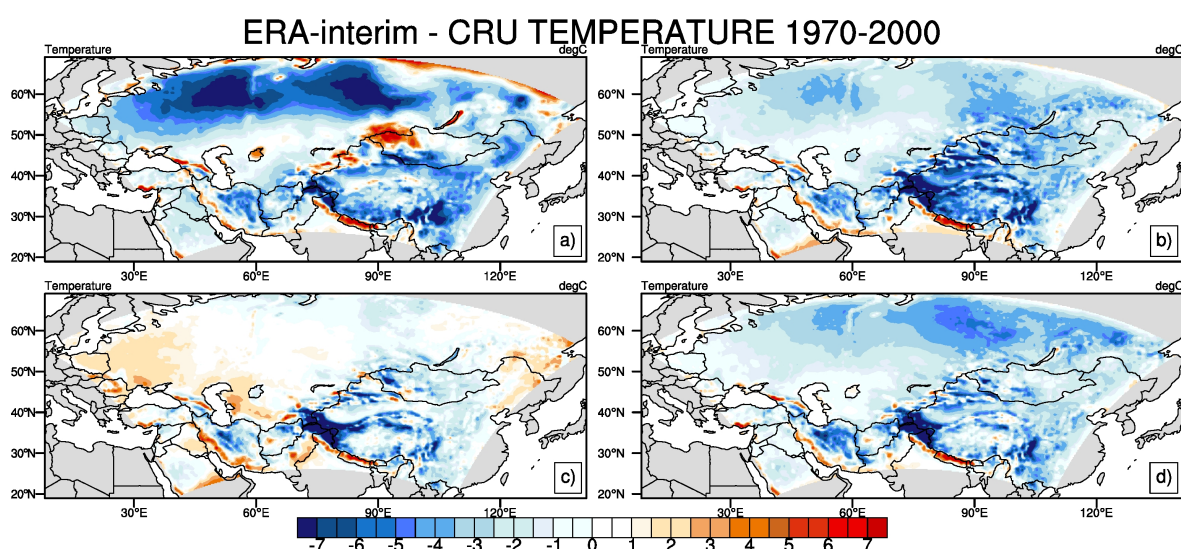 ERA-interim - CRU TEMPERATURE 1970-2000
Temperature degC Temperature degC
60°N 60°N
50°N 50°N
40°N 40°N
30°N 30°N
20°N a) 20°N b)
30°E 60°E 90°E 120°E 30°E 60°E 90°E 120°E
Temperature degC Temperature degC
60°N 60°N
50°N 50°N
40°N 40°N
30°N 30°N
20°N c) 20°N d)
30°E 60°E 90°E 120°E 30°E 60°E 90°E 120°E
-7 -6 -5 -4 -3 -2 -1 0 1 2 3 4 5 6 7